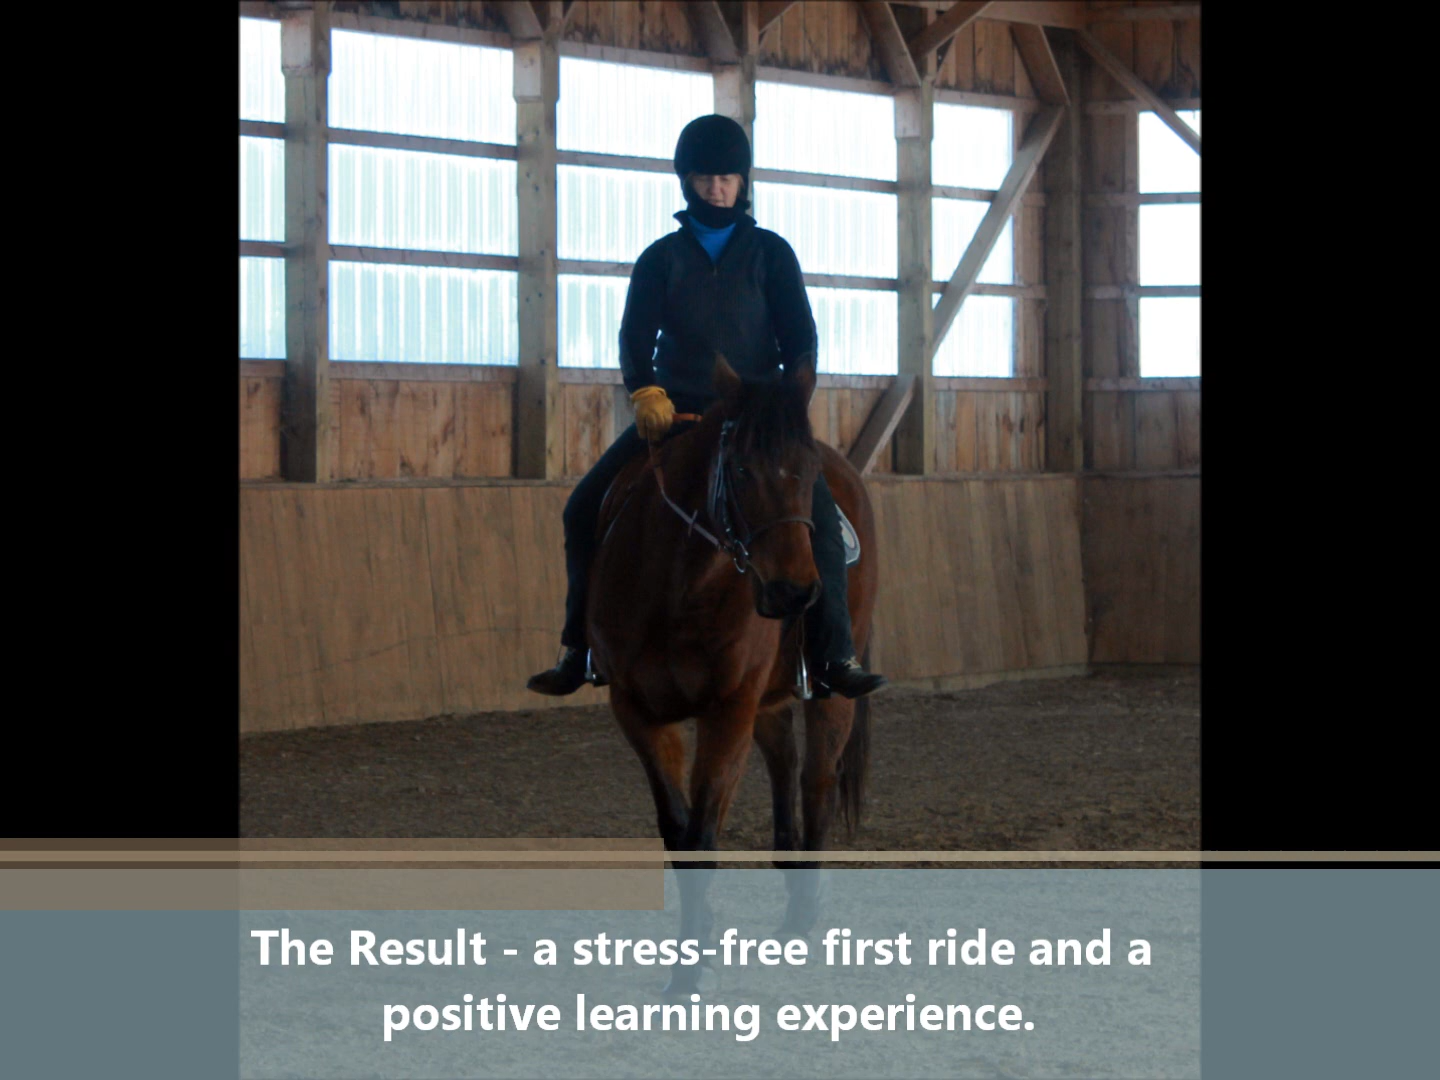 The Result - a stress-free first ride and a
positive learning experience.